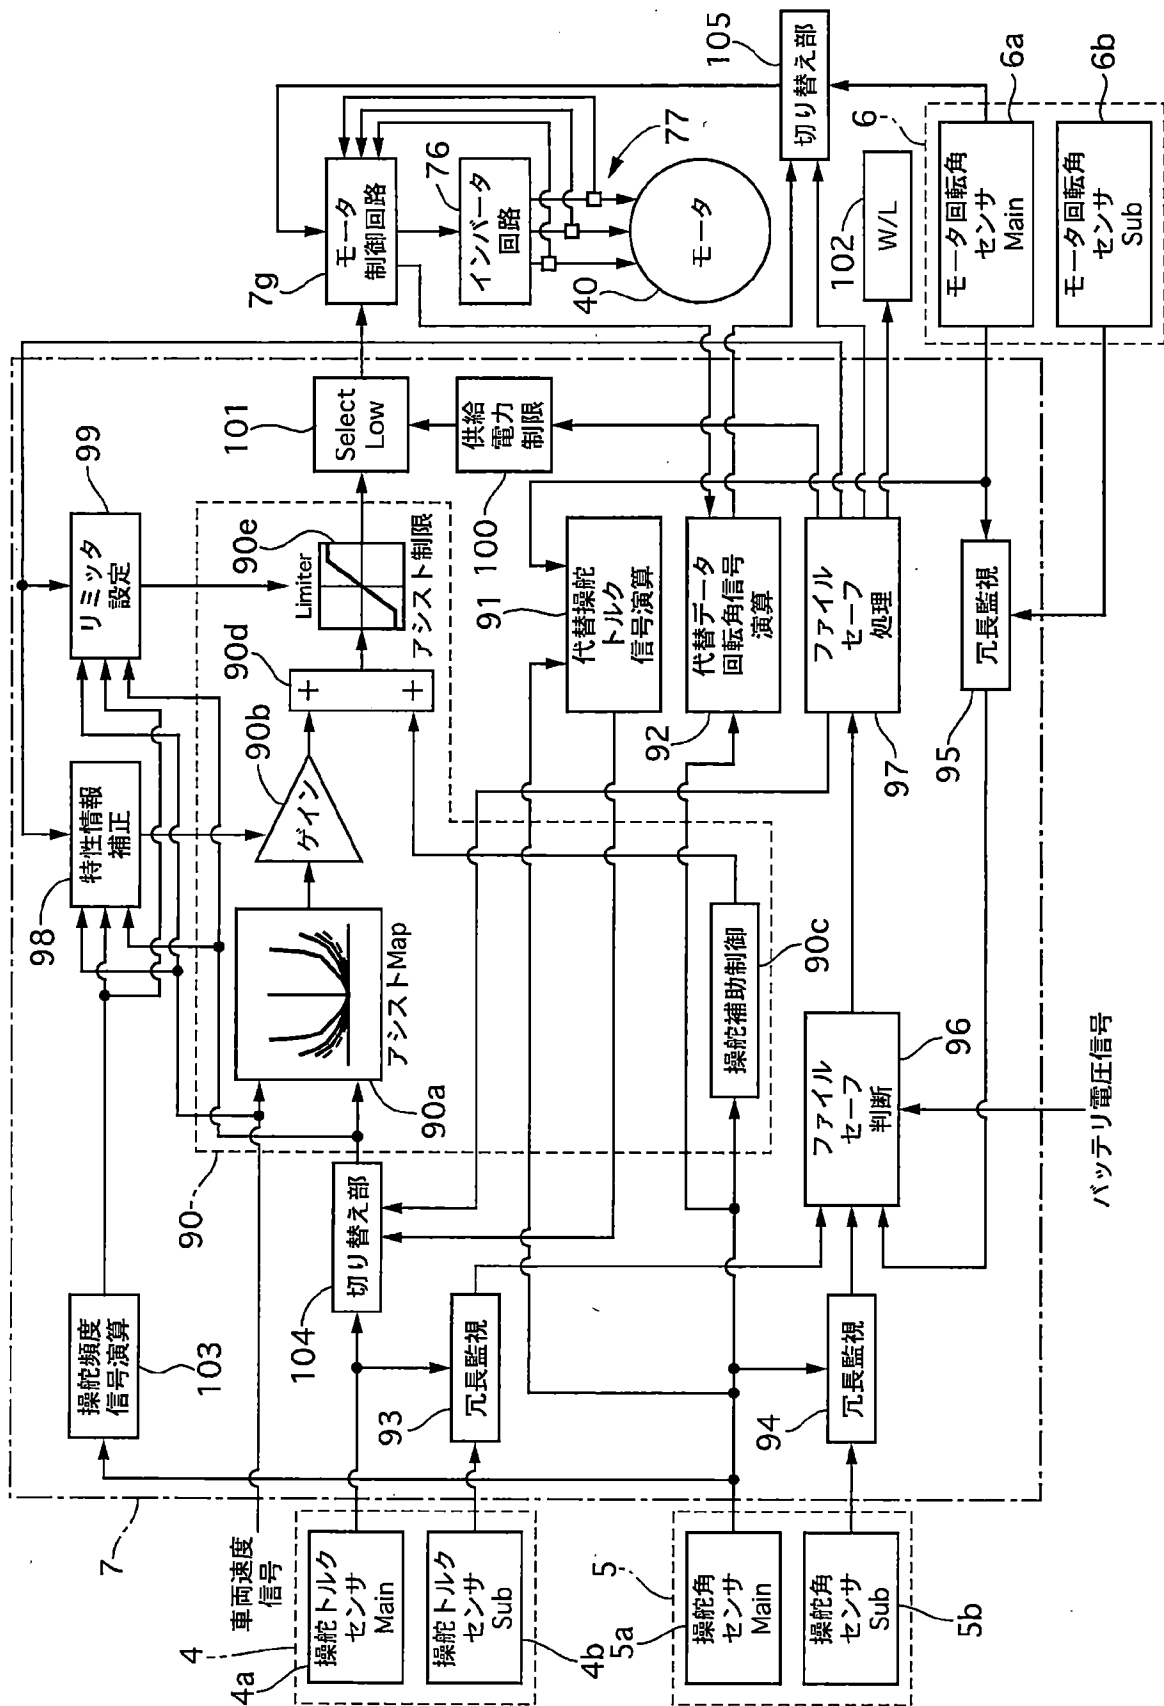 7
操舵頻度
信号演算
103
車両速度
信号
4
4a
操舵トルク
センサ
Main
操舵トルク
センサ
Sub
4b
5
5a
操舵角
センサ
Main
操舵角
センサ
Sub
5b
104
切り替え部
93
冗長監視
94
冗長監視
98
特性情報
補正
99
リミッタ
設定
90
アシストMap
90a
ゲイン
90b
90d
+
+
Limiter
90e
アシスト制限
操舵補助制御
90c
ファイル
セーフ
判断
96
バッテリ電圧信号
101
Select
Low
供給
電力
制限
100
91
代替操舵
トルク
信号演算
代替データ
回転角信号
演算
92
ファイル
セーフ
処理
97
冗長監視
95
79
モータ
制御回路
76
インバータ
回路
77
モータ
40
105
切り替え部
102
W/L
6
6a
モータ回転角
センサ
Main
6b
モータ回転角
センサ
Sub